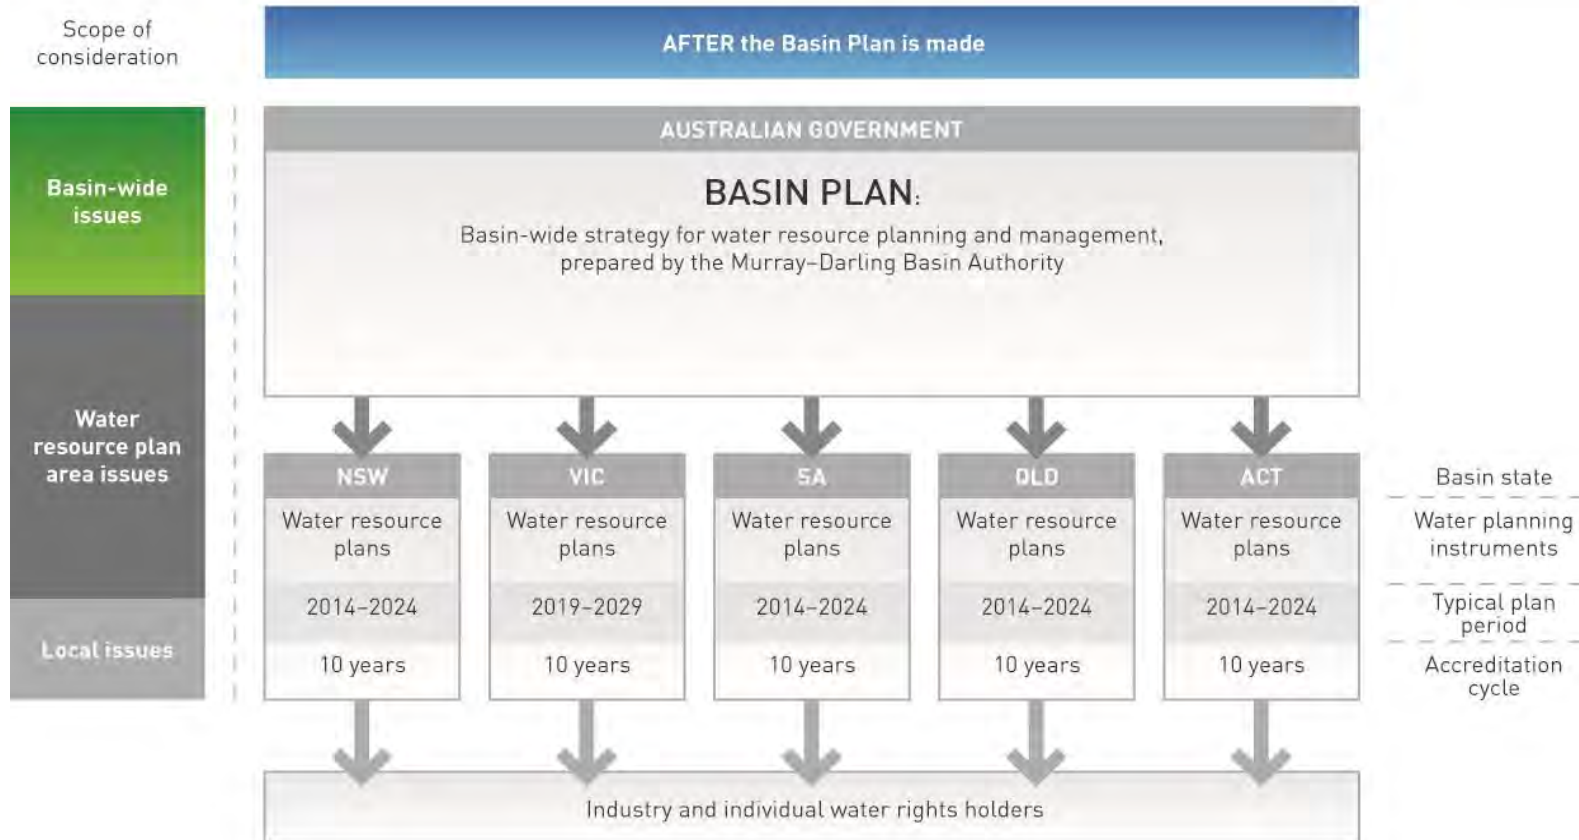 Scope of
consideration
AFTER the Basin Plan is made
AUSTRALIAN GOVERNMENT
Basin-wide
issues
BASIN PLAN:
Basin-wide strategy for water resource planning and management,
prepared by the Murray–Darling Basin Authority
Water
resource plan
area issues
NSW
VIC
SA
QLD
ACT
Basin state
Water resource
plans
Water resource
plans
Water resource
plans
Water resource
plans
Water resource
plans
Water planning
instruments
2014–2024
2019–2029
2014–2024
2014–2024
2014–2024
Typical plan
period
Local issues
10 years
10 years
10 years
10 years
10 years
Accreditation
cycle
Industry and individual water rights holders